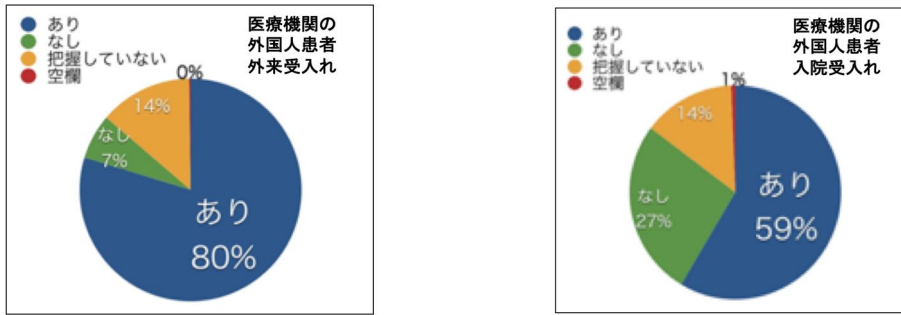 あり
なし
把握していない
空欄
医療機関の
外国人患者
外来受入れ
0%
14%
なし
7%
あり
80%
あり
なし
把握していない
空欄
医療機関の
外国人患者
入院受入れ
1%
14%
なし
27%
あり
59%